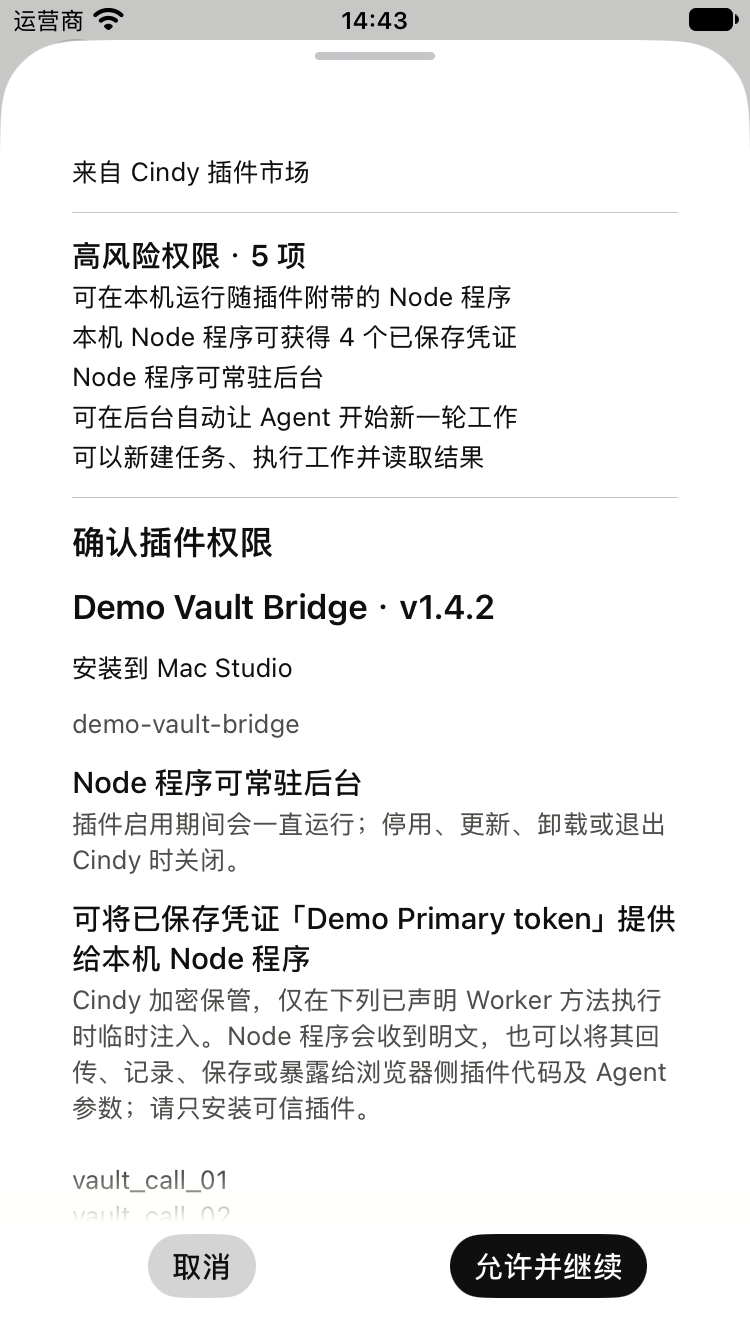 运营商
14:43
来自 Cindy 插件市场
高风险权限 · 5 项
可在本机运行随插件附带的 Node 程序
本机 Node 程序可获得 4 个已保存凭证
Node 程序可常驻后台
可在后台自动让 Agent 开始新一轮工作
可以新建任务、执行工作并读取结果
确认插件权限
Demo Vault Bridge · v1.4.2
安装到 Mac Studio
demo-vault-bridge
Node 程序可常驻后台
插件启用期间会一直运行；停用、更新、卸载或退出
Cindy 时关闭。
可将已保存凭证「Demo Primary token」提供
给本机 Node 程序
Cindy 加密保管，仅在下列已声明 Worker 方法执行
时临时注入。Node 程序会收到明文，也可以将其回
传、记录、保存或暴露给浏览器侧插件代码及 Agent
参数；请只安装可信插件。
vault_call_01
vault_call_02
取消
允许并继续